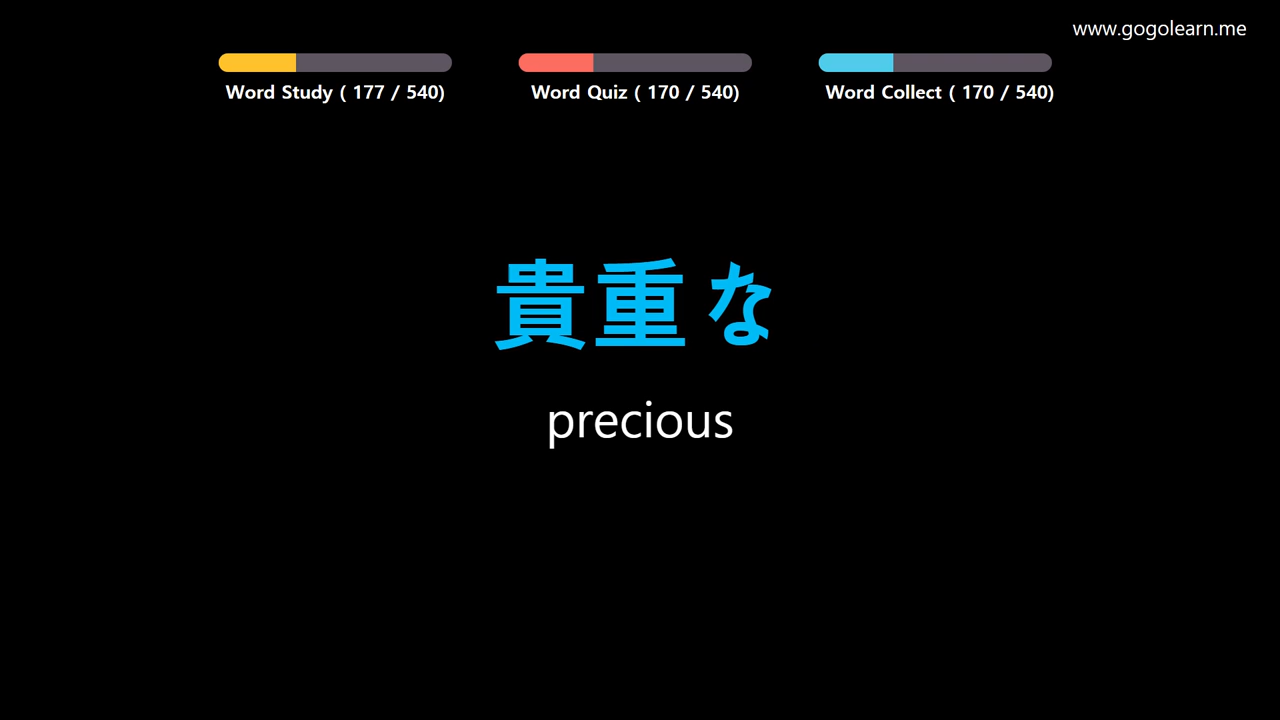 www.gogolearn.me
Word Study ( 177 / 540)
Word Quiz ( 170 / 540)
Word Collect ( 170 / 540)
貴重な
precious